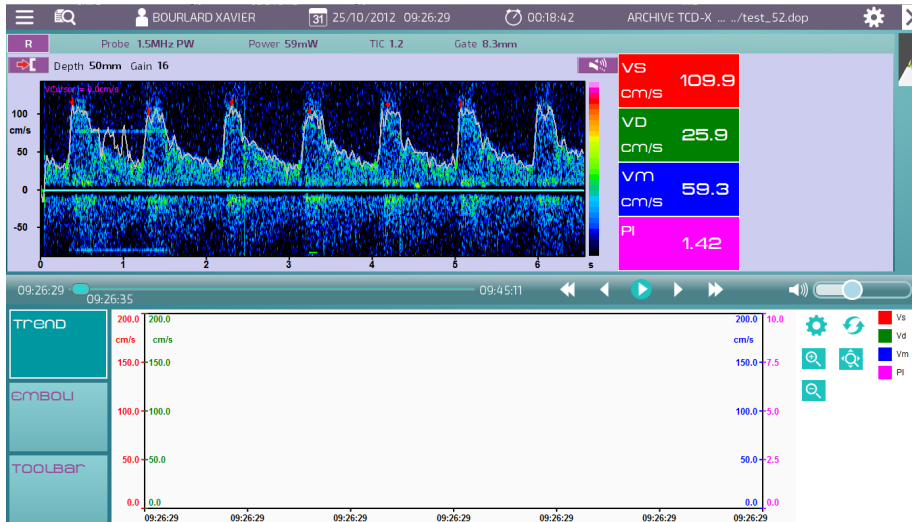 BOURLARD XAVIER 31 25/10/2012 09:26:29 00:18:42 ARCHIVE TCD-X ... .../test_52.dop
R Probe 1.5MHz PW Power 59mW TIC 1.2 Gate 8.3mm
Depth 50mm Gain 16
VCursor = 0.0cm/s
100
cm/s
50
0
-50
0 1 2 3 4 5 6 s
VS
cm/s 109.9
VD
cm/s 25.9
Vm
cm/s 59.3
PI
1.42
09:26:29 09:45:11
09:26:35
Trend
Emboli
Toolbar
200.0 200.0 200.0 10.0
cm/s cm/s cm/s
150.0 150.0 150.0 7.5
100.0 100.0 100.0 5.0
50.0 50.0 50.0 2.5
0.0 0.0 0.0 0.0
09:26:29 09:26:29 09:26:29 09:26:29 09:26:29 09:26:29 09:26:29
Vs
Vd
Vm
PI